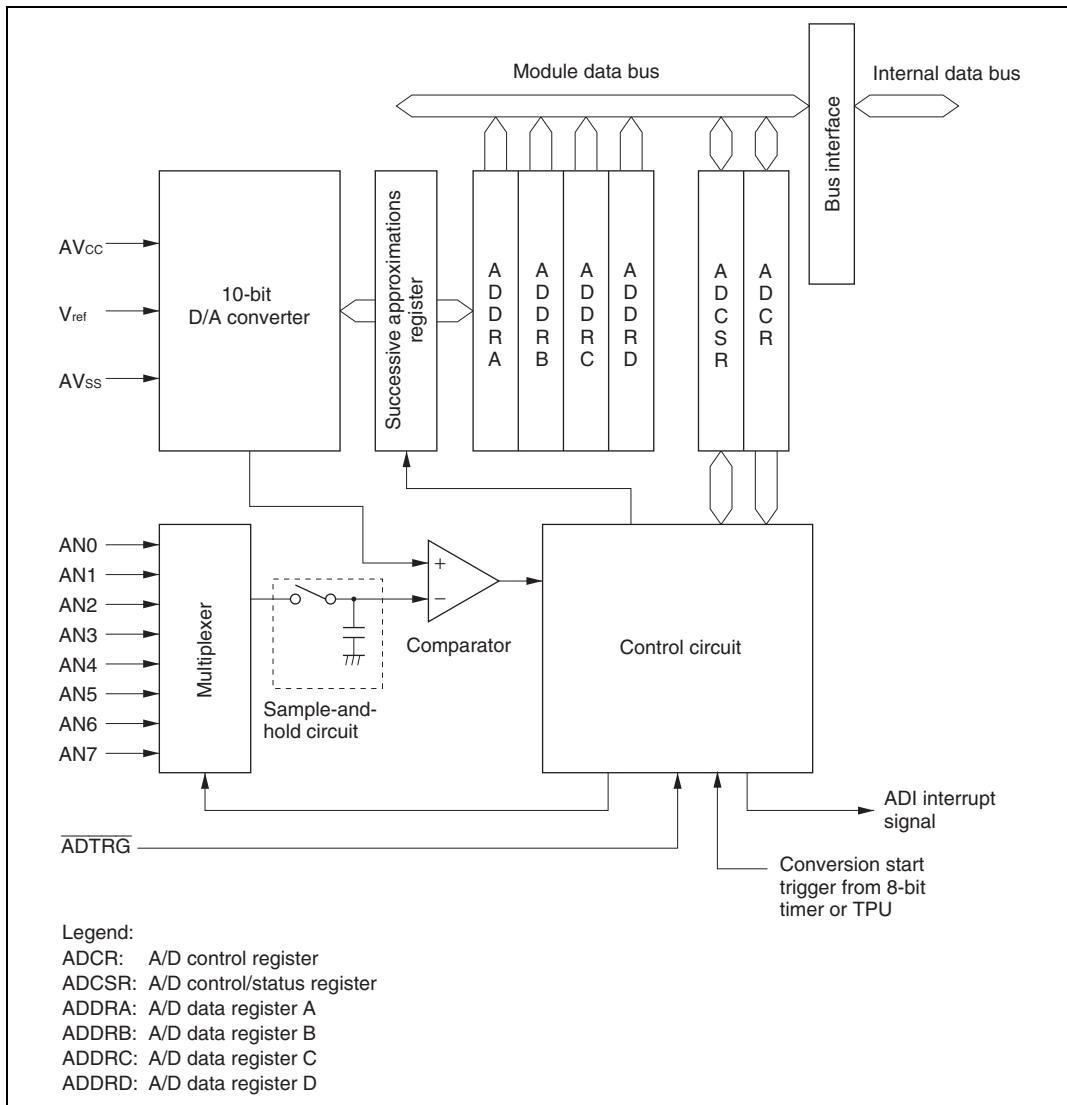 Module data bus
Internal data bus
Bus interface
AVCC
Vref
AVSS
10-bit
D/A converter
Successive approximations
register
ADDRA
ADDRB
ADDRC
ADDRD
ADCSR
ADCR
AN0
AN1
AN2
AN3
AN4
AN5
AN6
AN7
Multiplexer
+
−
Comparator
Sample-and-
hold circuit
Control circuit
ADTRG
ADI interrupt
signal
Conversion start
trigger from 8-bit
timer or TPU
Legend:
ADCR: A/D control register
ADCSR: A/D control/status register
ADDRA: A/D data register A
ADDRB: A/D data register B
ADDRC: A/D data register C
ADDRD: A/D data register D